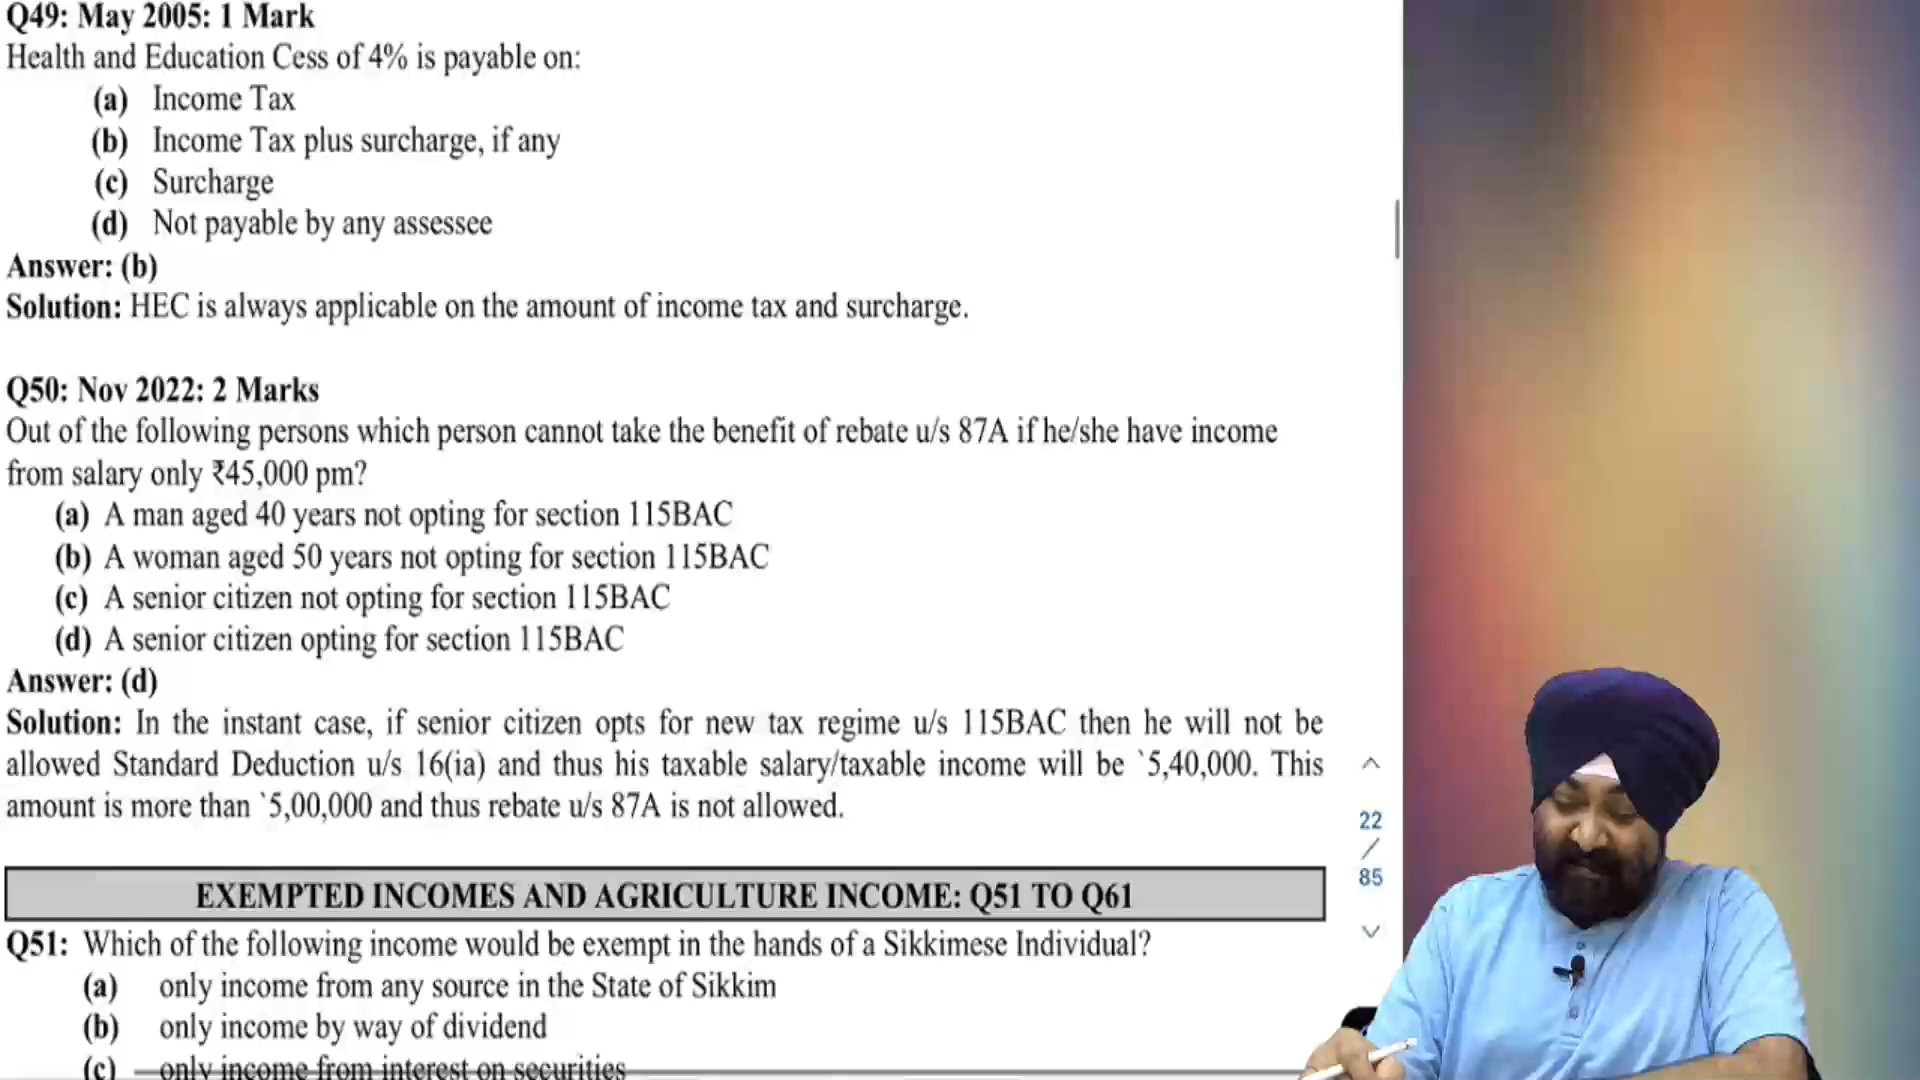 Q49: May 2005: 1 Mark
Health and Education Cess of 4% is payable on:
(a) Income Tax
(b) Income Tax plus surcharge, if any
(c) Surcharge
(d) Not payable by any assessee
Answer: (b)
Solution: HEC is always applicable on the amount of income tax and surcharge.
Q50: Nov 2022: 2 Marks
Out of the following persons which person cannot take the benefit of rebate u/s 87A if he/she have income
from salary only ₹45,000 pm?
(a) A man aged 40 years not opting for section 115BAC
(b) A woman aged 50 years not opting for section 115BAC
(c) A senior citizen not opting for section 115BAC
(d) A senior citizen opting for section 115BAC
Answer: (d)
Solution: In the instant case, if senior citizen opts for new tax regime u/s 115BAC then he will not be
allowed Standard Deduction u/s 16(ia) and thus his taxable salary/taxable income will be `5,40,000. This
amount is more than `5,00,000 and thus rebate u/s 87A is not allowed.
22
/
85
EXEMPTED INCOMES AND AGRICULTURE INCOME: Q51 TO Q61
Q51: Which of the following income would be exempt in the hands of a Sikkimese Individual?
(a) only income from any source in the State of Sikkim
(b) only income by way of dividend
(c) only income from interest on securities